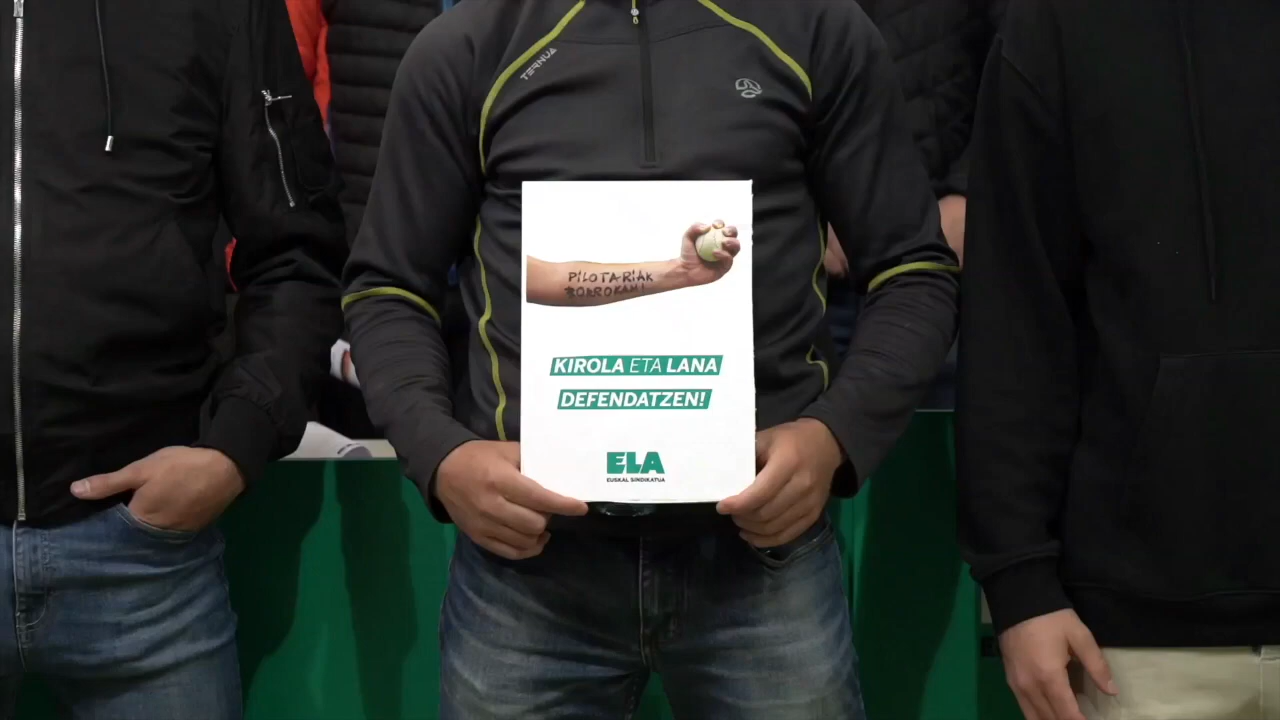 TERNUA
PILOTARIAK
BORROKAN!
KIROLA ETA LANA
DEFENDATZEN!
ELA
EUSKAL SINDIKATUA